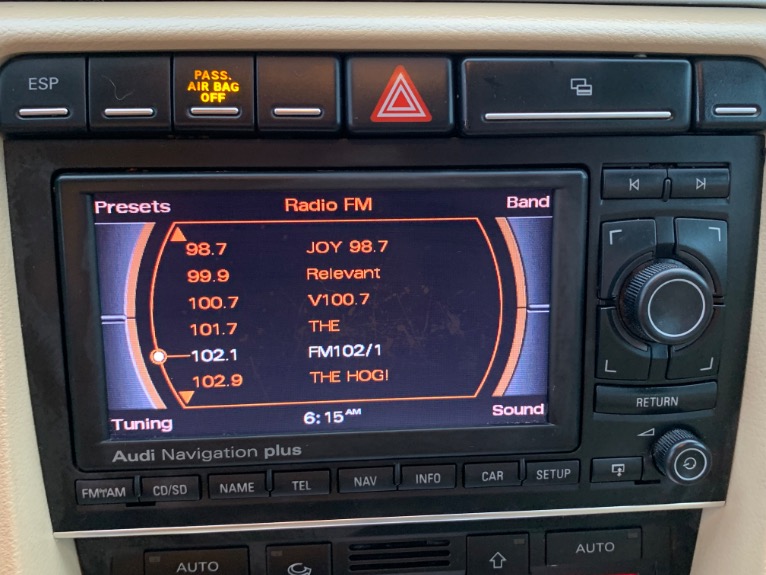 ESP
PASS.
AIR BAG
OFF
Presets Radio FM Band
98.7 JOY 98.7
99.9 Relevant
100.7 V100.7
101.7 THE
102.1 FM102/1
102.9 THE HOG!
Tuning 6:15AM Sound
RETURN
Audi Navigation plus
FM/AM CD/SD NAME TEL NAV INFO CAR SETUP
AUTO AUTO